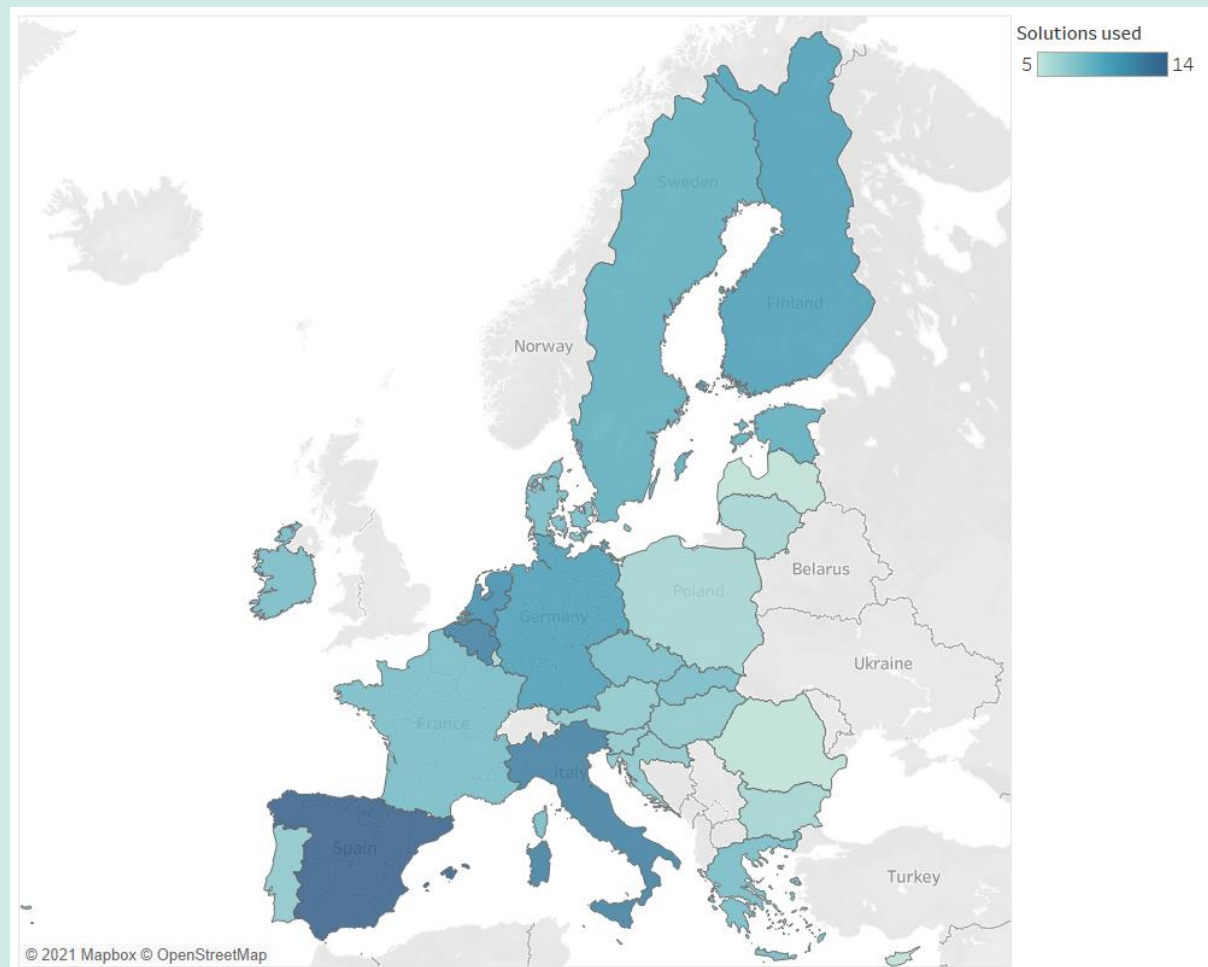 Solutions used
5 14
Sweden
Finland
Norway
Belarus
Poland
Germany
Ukraine
France
Italy
Spain
Turkey
© 2021 Mapbox © OpenStreetMap